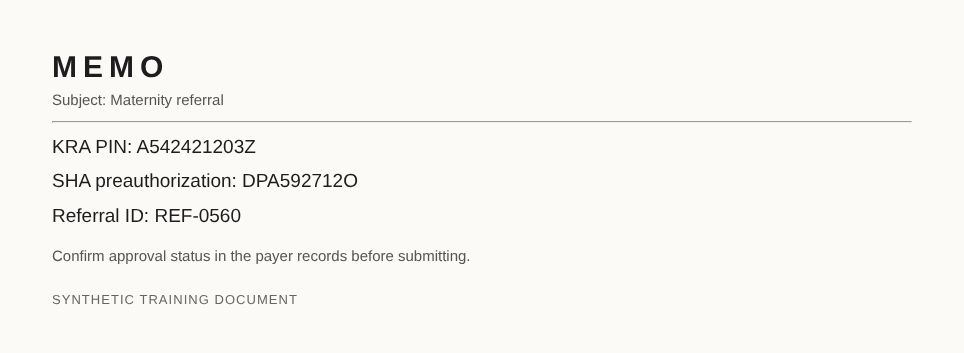 MEMO
Subject: Maternity referral
KRA PIN: A542421203Z
SHA preauthorization: DPA592712O
Referral ID: REF-0560
Confirm approval status in the payer records before submitting.
SYNTHETIC TRAINING DOCUMENT